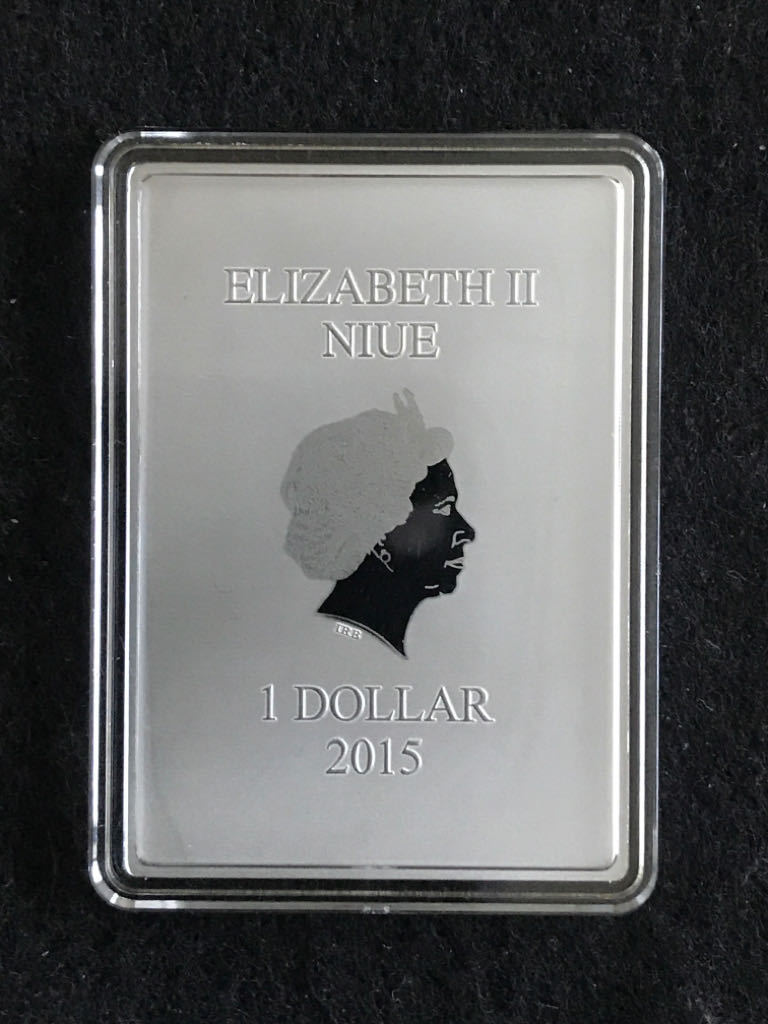 ELIZABETH II
NIUE
IRB
1 DOLLAR
2015